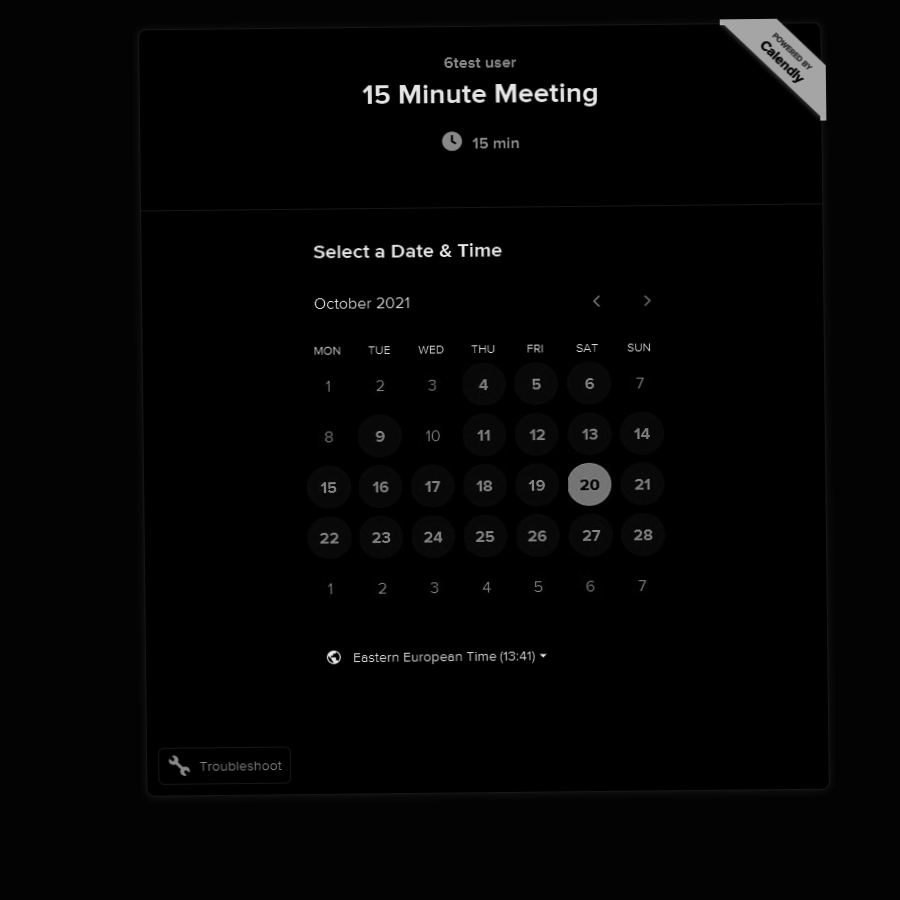 POWERED BY
Calendly
6test user
15 Minute Meeting
15 min
Select a Date & Time
October 2021
MON TUE WED THU FRI SAT SUN
1 2 3 4 5 6 7
8 9 10 11 12 13 14
15 16 17 18 19 20 21
22 23 24 25 26 27 28
1 2 3 4 5 6 7
Eastern European Time (13:41)
Troubleshoot